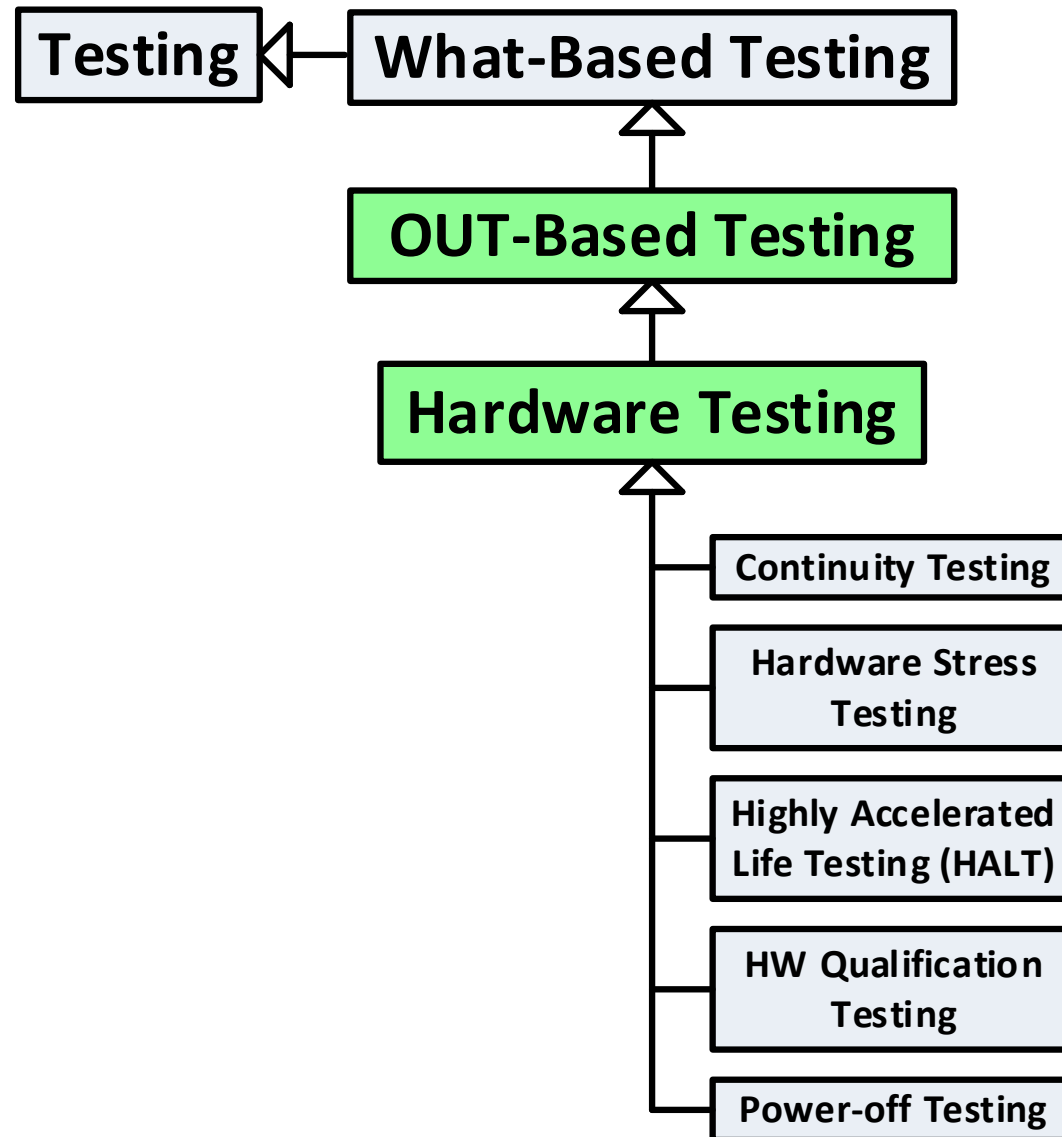 Testing
What-Based Testing
OUT-Based Testing
Hardware Testing
Continuity Testing
Hardware Stress
Testing
Highly Accelerated
Life Testing (HALT)
HW Qualification
Testing
Power-off Testing